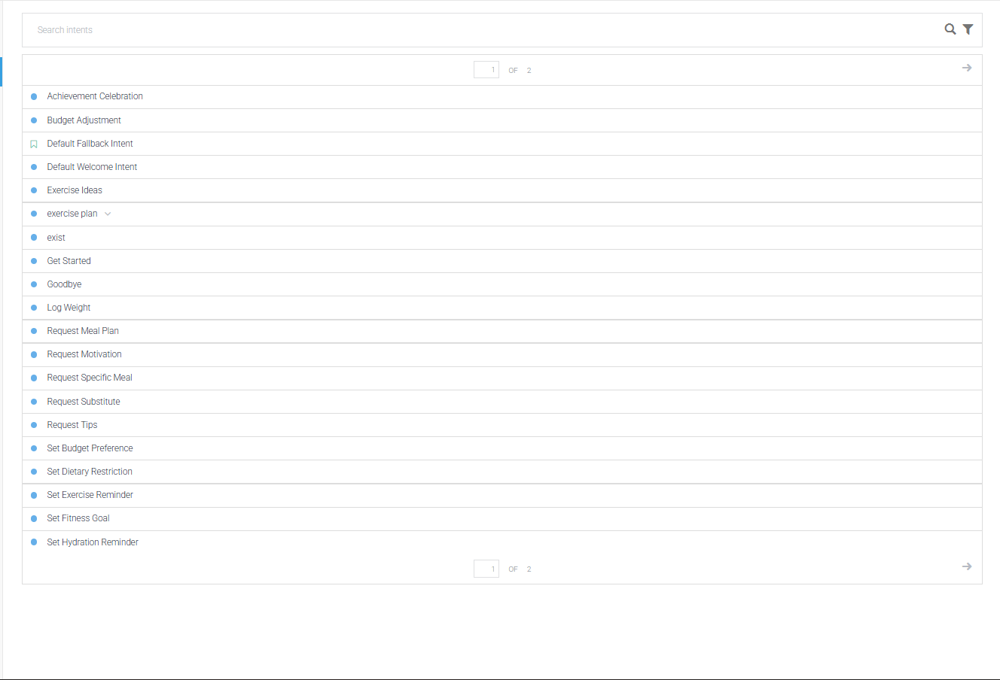 Search intents
1 OF 2
Achievement Celebration
Budget Adjustment
Default Fallback Intent
Default Welcome Intent
Exercise Ideas
exercise plan
exist
Get Started
Goodbye
Log Weight
Request Meal Plan
Request Motivation
Request Specific Meal
Request Substitute
Request Tips
Set Budget Preference
Set Dietary Restriction
Set Exercise Reminder
Set Fitness Goal
Set Hydration Reminder
1 OF 2